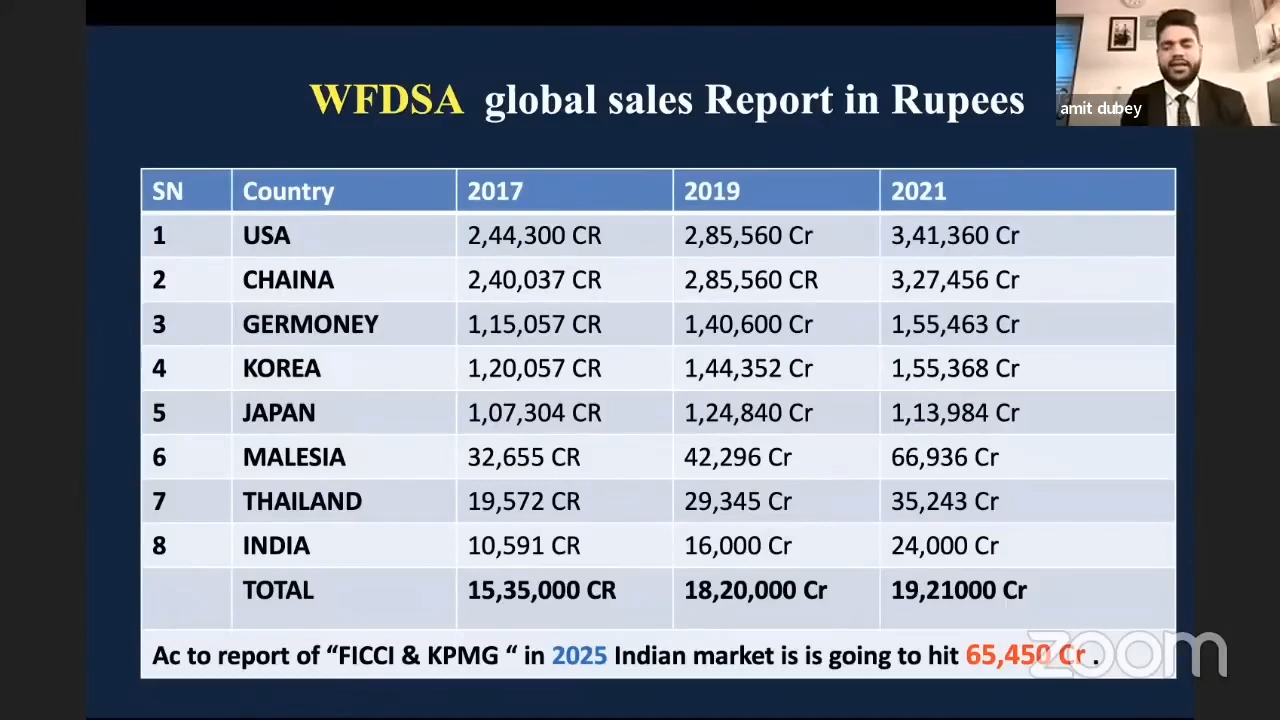 WFDSA global sales Report in Rupees
amit dubey
SN Country 2017 2019 2021
1 USA 2,44,300 CR 2,85,560 Cr 3,41,360 Cr
2 CHAINA 2,40,037 CR 2,85,560 CR 3,27,456 Cr
3 GERMONEY 1,15,057 CR 1,40,600 Cr 1,55,463 Cr
4 KOREA 1,20,057 CR 1,44,352 Cr 1,55,368 Cr
5 JAPAN 1,07,304 CR 1,24,840 Cr 1,13,984 Cr
6 MALESIA 32,655 CR 42,296 Cr 66,936 Cr
7 THAILAND 19,572 CR 29,345 Cr 35,243 Cr
8 INDIA 10,591 CR 16,000 Cr 24,000 Cr
TOTAL 15,35,000 CR 18,20,000 Cr 19,21000 Cr
Ac to report of “FICCI & KPMG “ in 2025 Indian market is is going to hit 65,450 Cr .
zoom